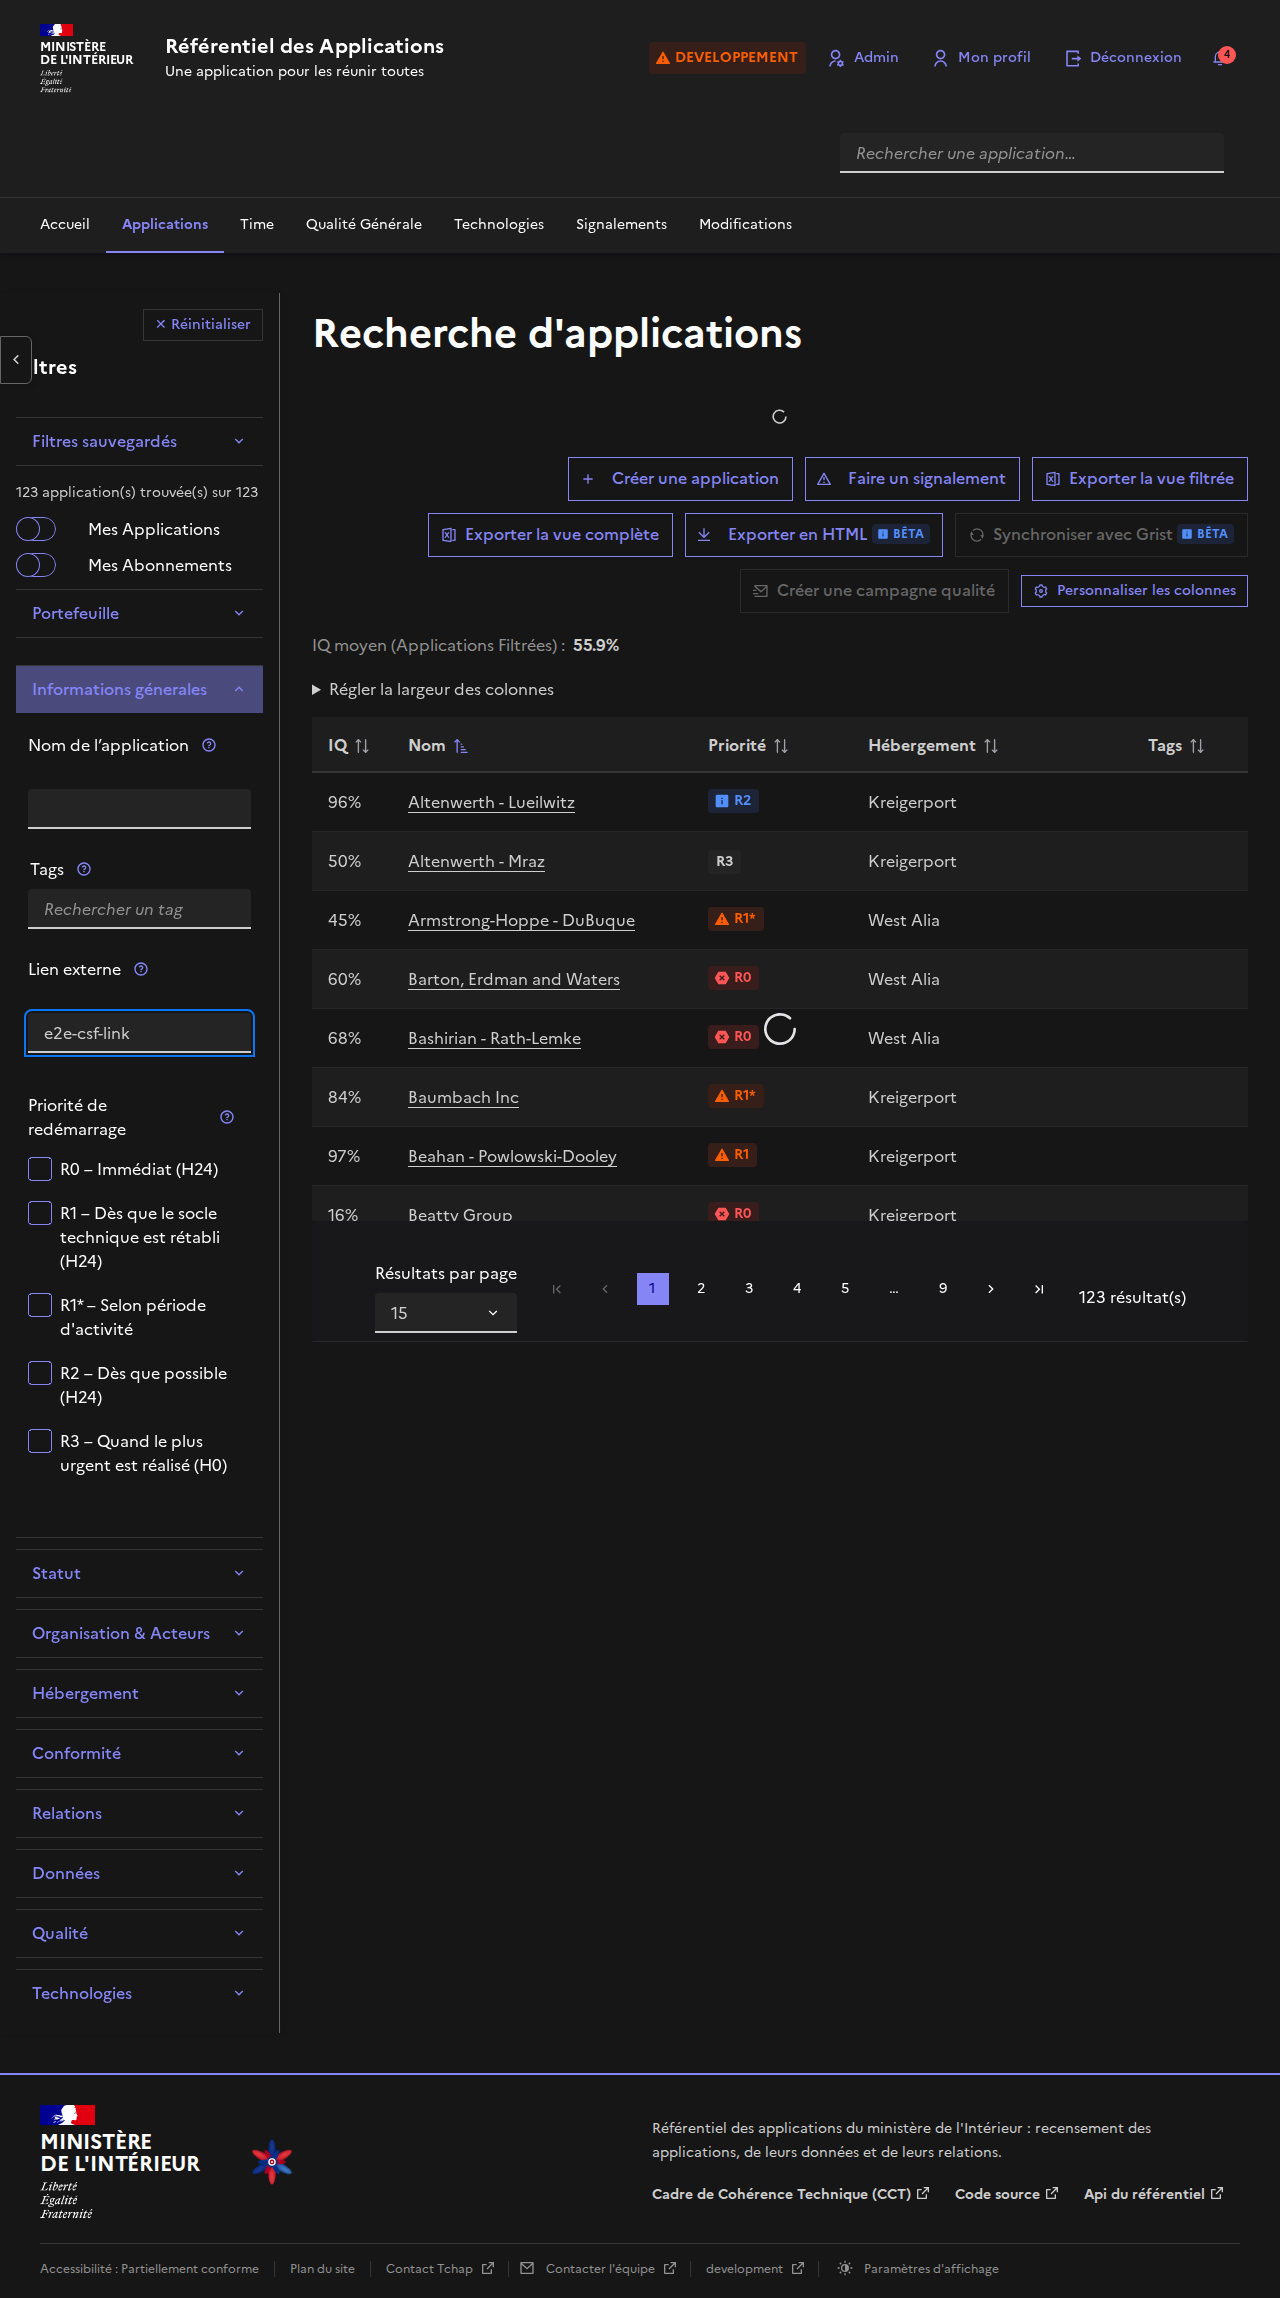 MINISTÈRE
DE L'INTÉRIEUR
Liberté
Égalité
Fraternité
Référentiel des Applications
Une application pour les réunir toutes
DEVELOPPEMENT
Admin
Mon profil
Déconnexion
4
Rechercher une application...
Accueil
Applications
Time
Qualité Générale
Technologies
Signalements
Modifications
Réinitialiser
ltres
Filtres sauvegardés
123 application(s) trouvée(s) sur 123
Mes Applications
Mes Abonnements
Portefeuille
Informations génerales
Nom de l’application
Tags
Rechercher un tag
Lien externe
e2e-csf-link
Priorité de
redémarrage
R0 – Immédiat (H24)
R1 – Dès que le socle
technique est rétabli
(H24)
R1* – Selon période
d'activité
R2 – Dès que possible
(H24)
R3 – Quand le plus
urgent est réalisé (H0)
Statut
Organisation & Acteurs
Hébergement
Conformité
Relations
Données
Qualité
Technologies
Recherche d'applications
Créer une application
Faire un signalement
Exporter la vue filtrée
Exporter la vue complète
Exporter en HTML BÊTA
Synchroniser avec Grist BÊTA
Créer une campagne qualité
Personnaliser les colonnes
IQ moyen (Applications Filtrées) : 55.9%
Régler la largeur des colonnes
IQ Nom Priorité Hébergement Tags
96% Altenwerth - Lueilwitz R2 Kreigerport
50% Altenwerth - Mraz R3 Kreigerport
45% Armstrong-Hoppe - DuBuque R1* West Alia
60% Barton, Erdman and Waters R0 West Alia
68% Bashirian - Rath-Lemke R0 West Alia
84% Baumbach Inc R1* Kreigerport
97% Beahan - Powlowski-Dooley R1 Kreigerport
16% Beatty Group R0 Kreigerport
Résultats par page
15
1 2 3 4 5 ... 9
123 résultat(s)
MINISTÈRE
DE L'INTÉRIEUR
Liberté
Égalité
Fraternité
Référentiel des applications du ministère de l'Intérieur : recensement des
applications, de leurs données et de leurs relations.
Cadre de Cohérence Technique (CCT)
Code source
Api du référentiel
Accessibilité : Partiellement conforme
Plan du site
Contact Tchap
Contacter l'équipe
development
Paramètres d'affichage